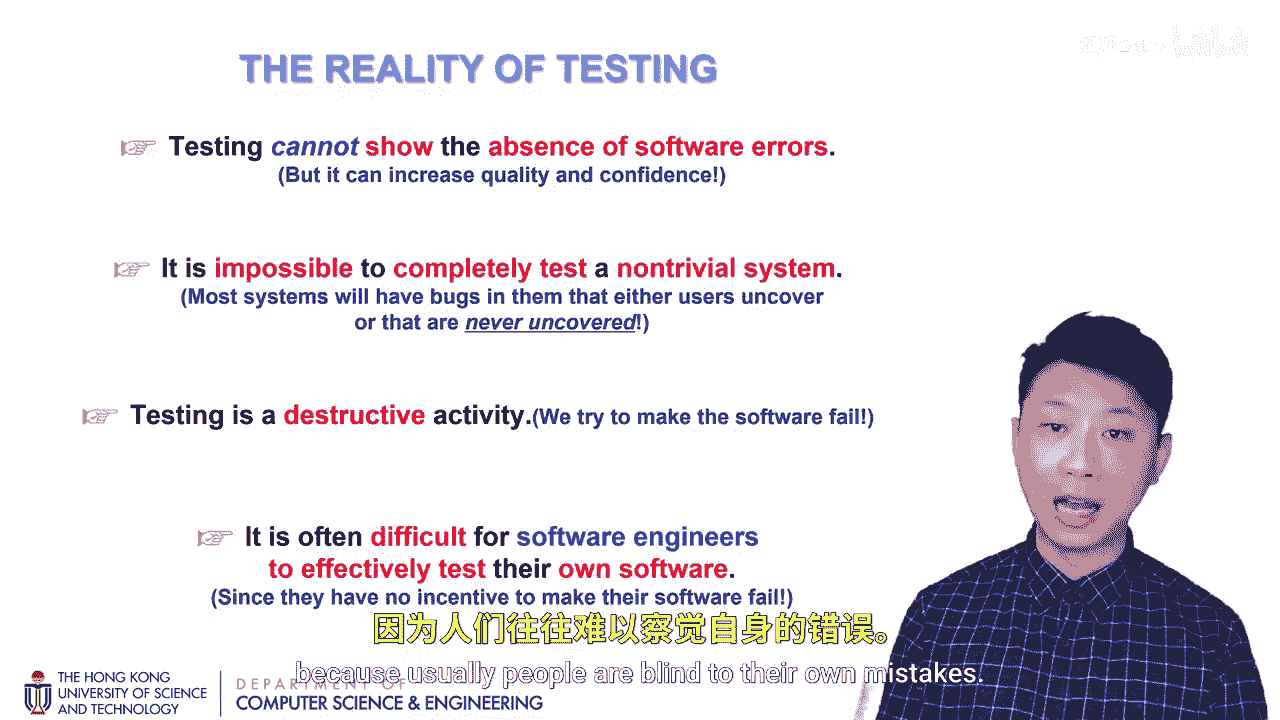 THE REALITY OF TESTING
Testing cannot show the absence of software errors.
(But it can increase quality and confidence!)
It is impossible to completely test a nontrivial system.
(Most systems will have bugs in them that either users uncover
or that are never uncovered!)
Testing is a destructive activity.(We try to make the software fail!)
It is often difficult for software engineers
to effectively test their own software.
(Since they have no incentive to make their software fail!)
因为人们往往难以察觉自身的错误。
because usually people are blind to their own mistakes.
THE HONG KONG
UNIVERSITY OF SCIENCE
AND TECHNOLOGY
DEPARTMENT OF
COMPUTER SCIENCE & ENGINEERING